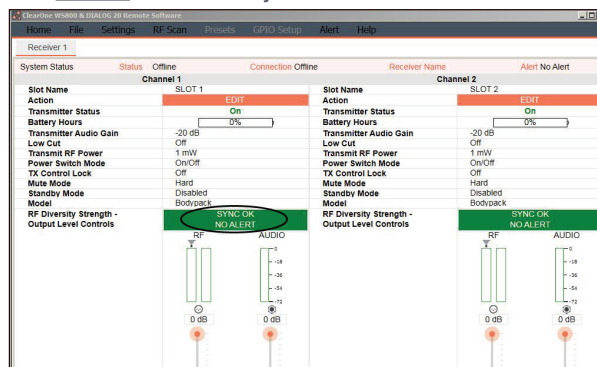 ClearOne WS800 & DIALOG 20 Remote Software
Home File Settings RF Scan Presets GPIO Setup Alert Help
Receiver 1
System Status Status Offline Connection Offline Receiver Name Alert No Alert
Channel 1 Channel 2
Slot Name SLOT 1 Slot Name SLOT 2
Action EDIT Action EDIT
Transmitter Status On Transmitter Status On
Battery Hours 0% Battery Hours 0%
Transmitter Audio Gain -20 dB Transmitter Audio Gain -20 dB
Low Cut Off Low Cut Off
Transmit RF Power 1 mW Transmit RF Power 1 mW
Power Switch Mode On/Off Power Switch Mode On/Off
TX Control Lock Off TX Control Lock Off
Mute Mode Hard Mute Mode Hard
Standby Mode Disabled Standby Mode Disabled
Model Bodypack Model Bodypack
RF Diversity Strength - SYNC OK RF Diversity Strength - SYNC OK
Output Level Controls NO ALERT Output Level Controls NO ALERT
RF AUDIO RF AUDIO
0 0
-18 -18
-36 -36
-54 -54
-72 -72
0 dB 0 dB 0 dB 0 dB